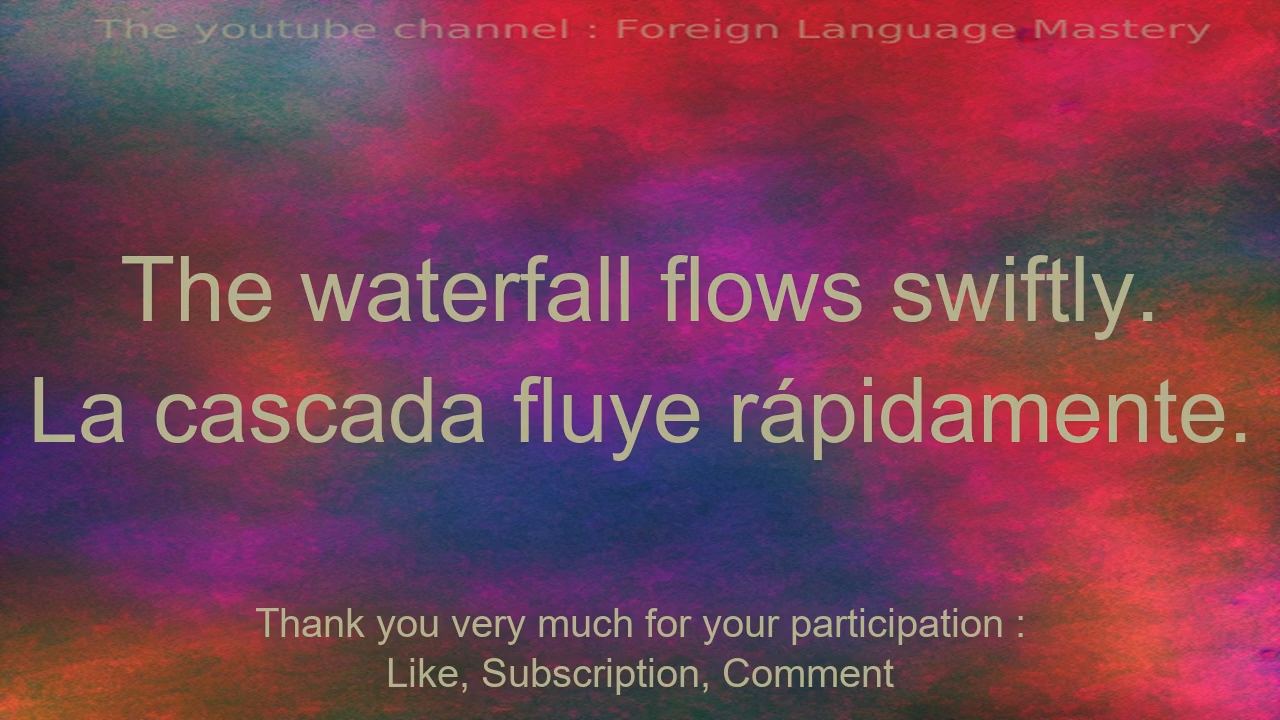 The youtube channel : Foreign Language Mastery
The waterfall flows swiftly.
La cascada fluye rápidamente.
Thank you very much for your participation :
Like, Subscription, Comment